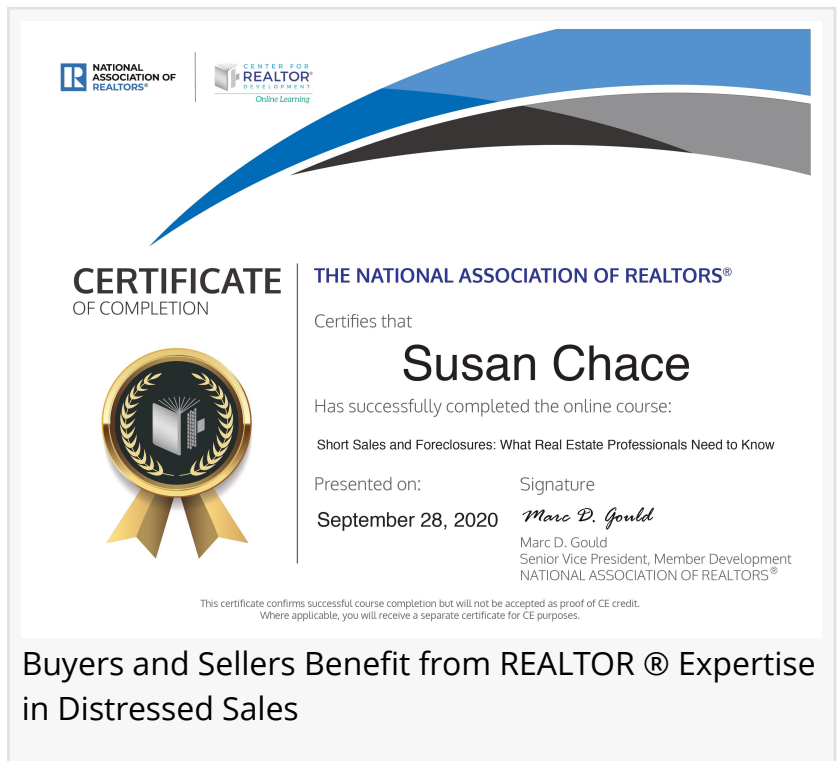 NATIONAL
ASSOCIATION OF
REALTORS®
CENTER FOR
REALTOR®
DEVELOPMENT
Online Learning
CERTIFICATE
OF COMPLETION
THE NATIONAL ASSOCIATION OF REALTORS®
Certifies that
Susan Chace
Has successfully completed the online course:
Short Sales and Foreclosures: What Real Estate Professionals Need to Know
Presented on:
September 28, 2020
Signature
Marc D. Gould
Marc D. Gould
Senior Vice President, Member Development
NATIONAL ASSOCIATION OF REALTORS®
This certificate confirms successful course completion but will not be accepted as proof of CE credit.
Where applicable, you will receive a separate certificate for CE purposes.
Buyers and Sellers Benefit from REALTOR ® Expertise
in Distressed Sales